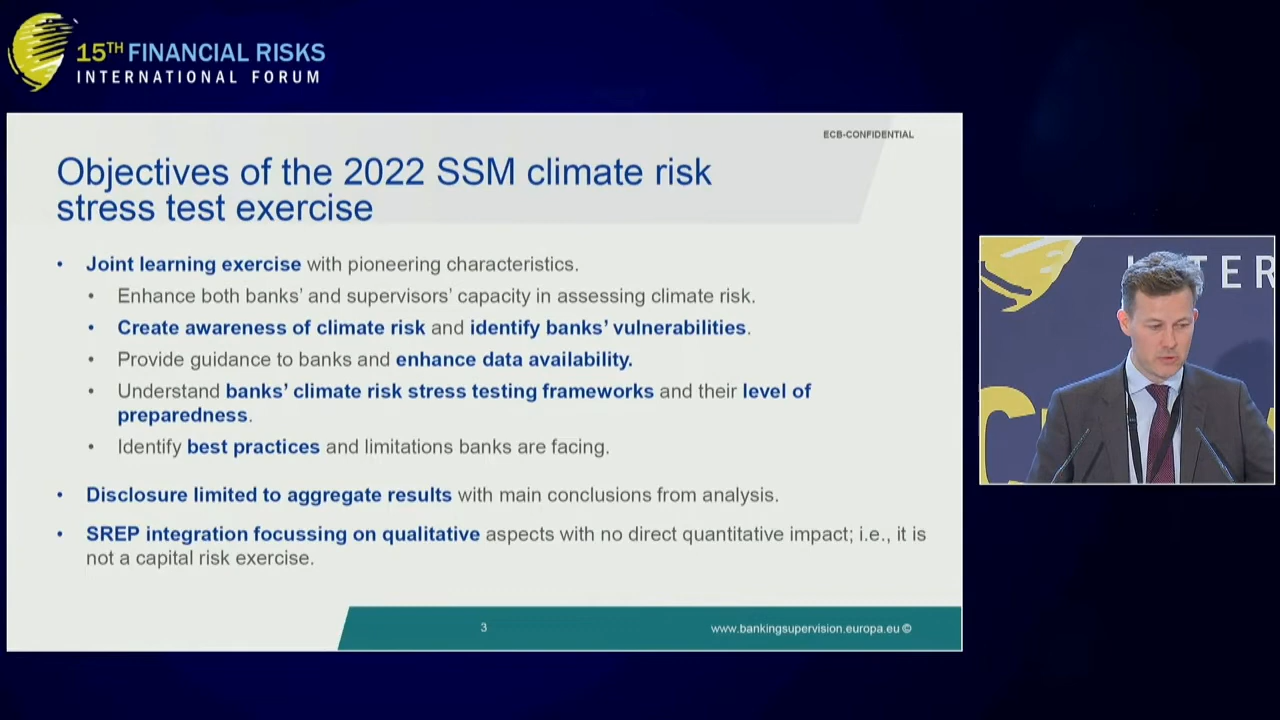 15TH FINANCIAL RISKS
INTERNATIONAL FORUM
ECB-CONFIDENTIAL
Objectives of the 2022 SSM climate risk
stress test exercise
• Joint learning exercise with pioneering characteristics.
• Enhance both banks’ and supervisors’ capacity in assessing climate risk.
• Create awareness of climate risk and identify banks’ vulnerabilities.
• Provide guidance to banks and enhance data availability.
• Understand banks’ climate risk stress testing frameworks and their level of
preparedness.
• Identify best practices and limitations banks are facing.
• Disclosure limited to aggregate results with main conclusions from analysis.
• SREP integration focussing on qualitative aspects with no direct quantitative impact; i.e., it is
not a capital risk exercise.
3
www.bankingsupervision.europa.eu ©